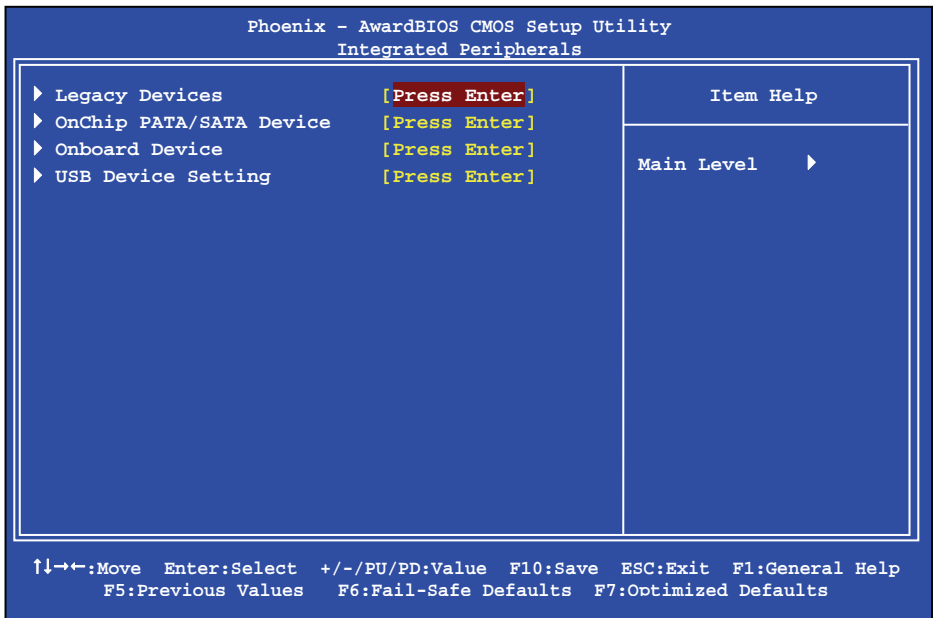 Phoenix – AwardBIOS CMOS Setup Utility
Integrated Peripherals
Legacy Devices [Press Enter]
OnChip PATA/SATA Device [Press Enter]
Onboard Device [Press Enter]
USB Device Setting [Press Enter]
Item Help
Main Level
↑↓→←:Move Enter:Select +/-/PU/PD:Value F10:Save ESC:Exit F1:General Help
F5:Previous Values F6:Fail-Safe Defaults F7:Optimized Defaults